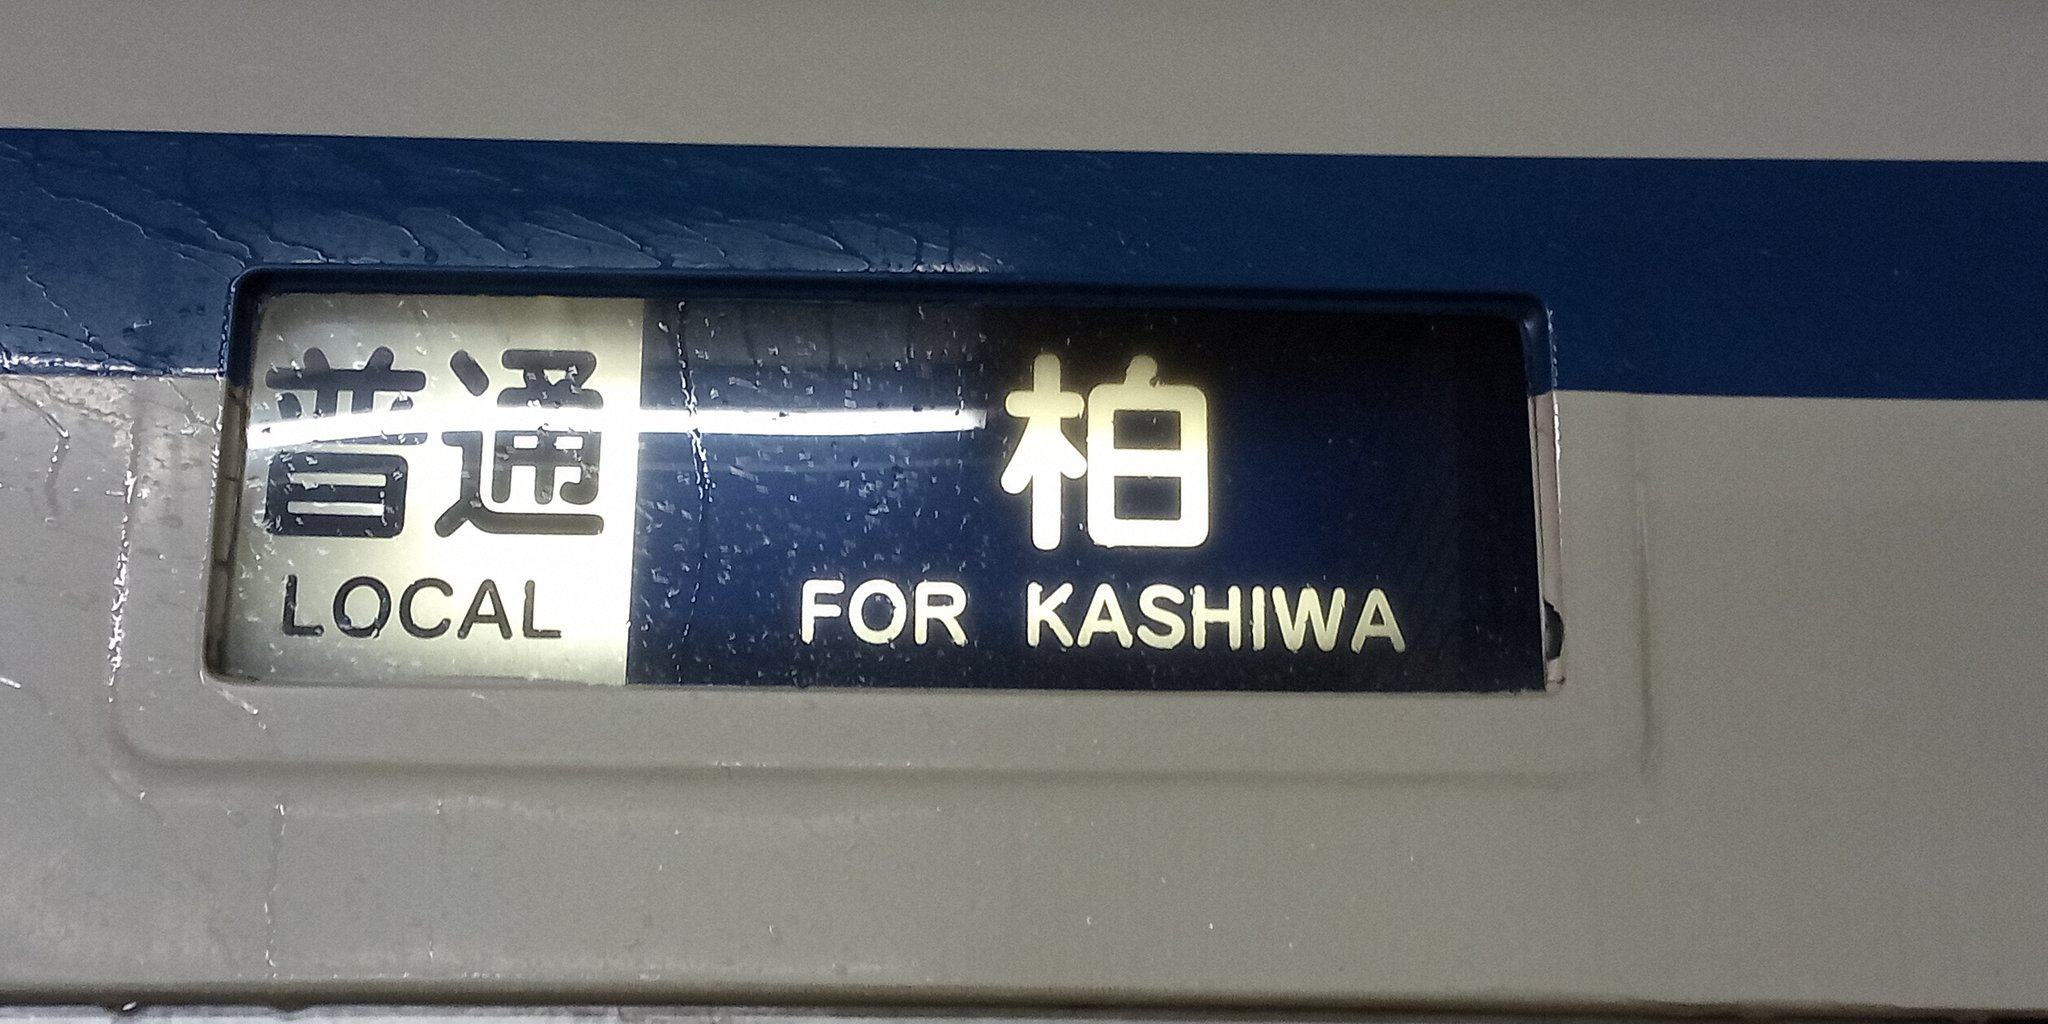 普通 柏
LOCAL FOR KASHIWA